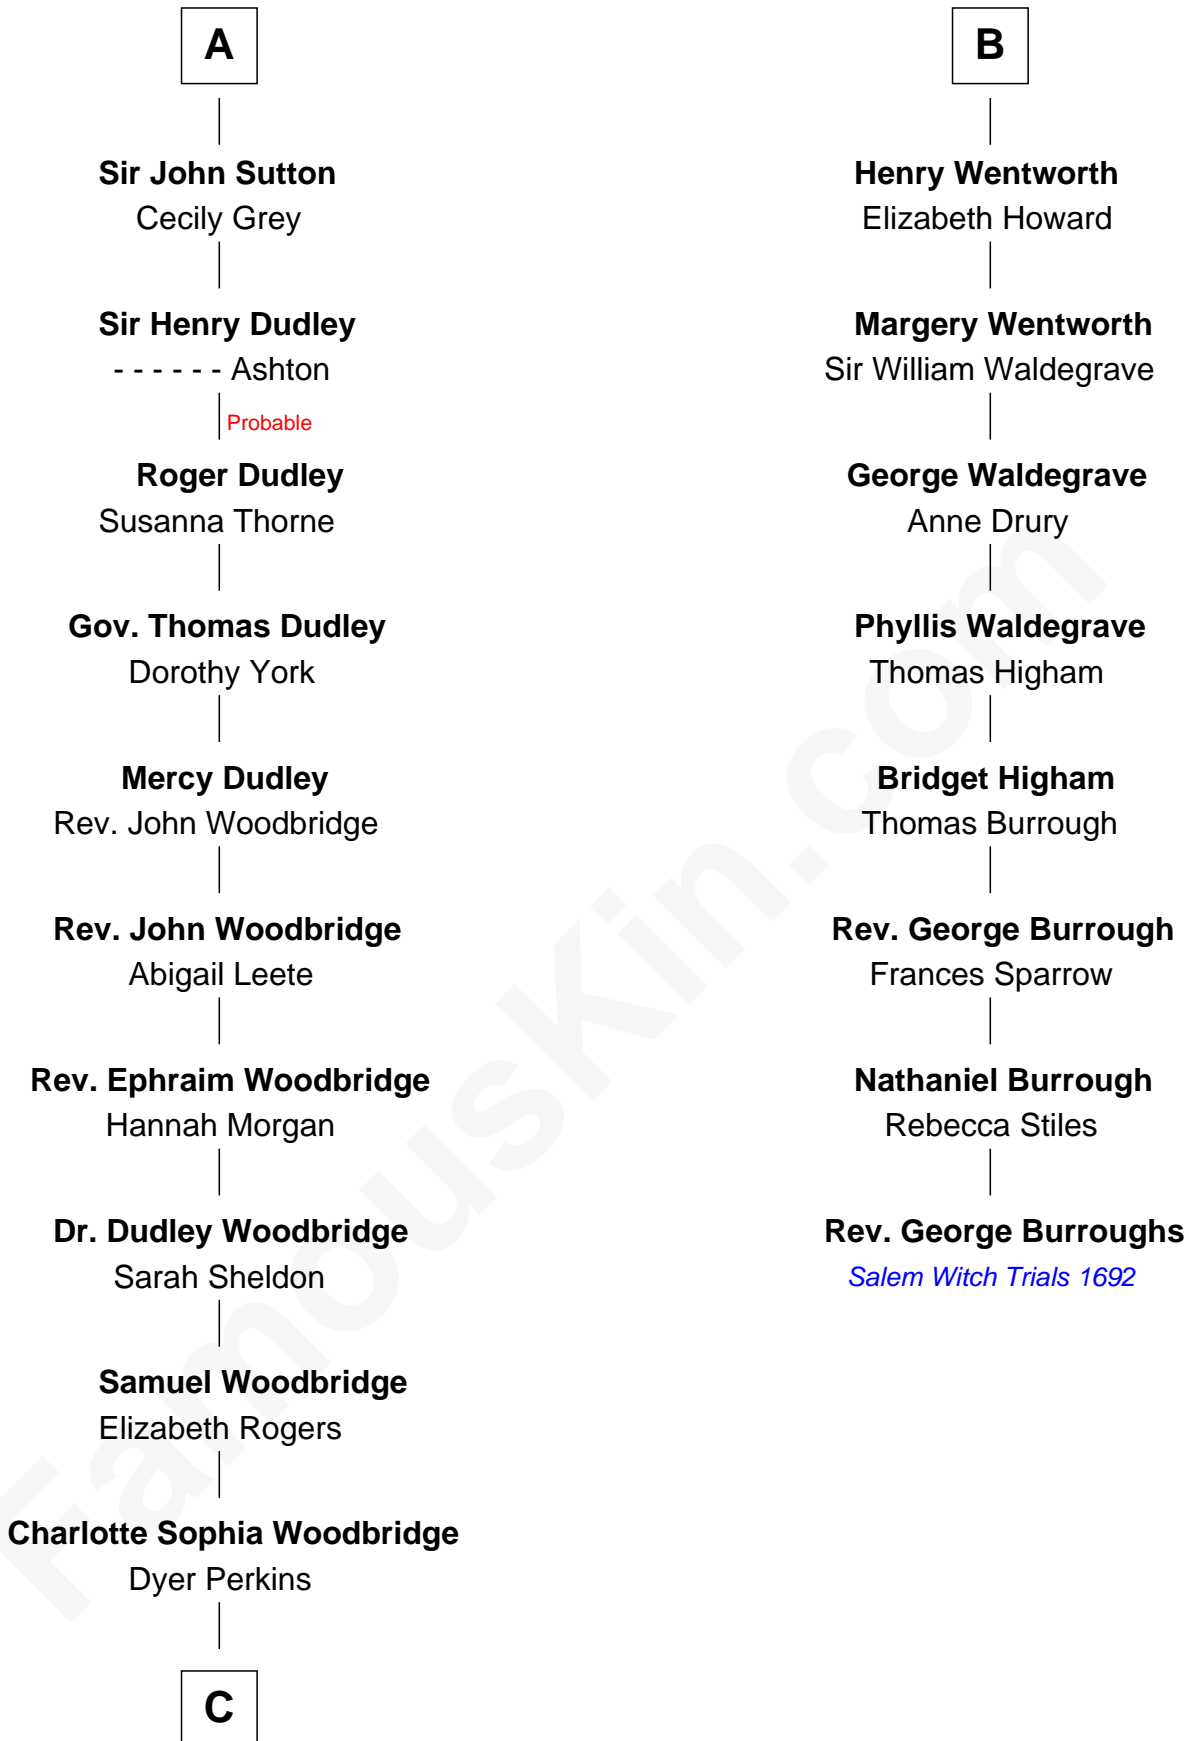 A
Sir John Sutton
Cecily Grey
Sir Henry Dudley
- - - - - - Ashton
Probable
Roger Dudley
Susanna Thorne
Gov. Thomas Dudley
Dorothy York
Mercy Dudley
Rev. John Woodbridge
Rev. John Woodbridge
Abigail Leete
Rev. Ephraim Woodbridge
Hannah Morgan
Dr. Dudley Woodbridge
Sarah Sheldon
Samuel Woodbridge
Elizabeth Rogers
Charlotte Sophia Woodbridge
Dyer Perkins
C
B
Henry Wentworth
Elizabeth Howard
Margery Wentworth
Sir William Waldegrave
George Waldegrave
Anne Drury
Phyllis Waldegrave
Thomas Higham
Bridget Higham
Thomas Burrough
Rev. George Burrough
Frances Sparrow
Nathaniel Burrough
Rebecca Stiles
Rev. George Burroughs
Salem Witch Trials 1692
FamousKin.com